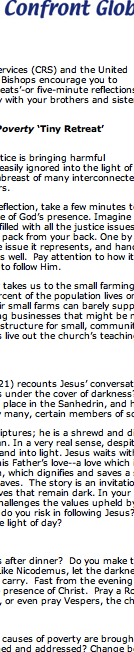 Confront Glob
ervices (CRS) and the United
Bishops encourage you to
eats'-or five-minute reflections
y with your brothers and siste
Poverty 'Tiny Retreat'
tice is bringing harmful
easily ignored into the light of
abreast of many interconnecte
rs.
eflection, take a few minutes t
e of God's presence. Imagine
filled with all the justice issues
pack from your back. One by
e issue it represents, and hand
s well. Pay attention to how it
to follow Him.
takes us to the small farming
rcent of the population lives o
ir small farms can barely supp
ng businesses that might be r
structure for small, communit
s live out the church's teachin
21) recounts Jesus' conversat
s under the cover of darkness?
place in the Sanhedrin, and h
y many, certain members of so
iptures; he is a shrewd and di
n. In a very real sense, despit
and into light. Jesus waits with
is Father's love--a love which i
n, which dignifies and saves a s
aves. The story is an invitatio
ves that remain dark. In your
hallenges the values upheld by
do you risk in following Jesus?
e light of day?
s after dinner? Do you make t
Like Nicodemus, let the darkne
carry. Fast from the evening
presence of Christ. Pray a Ro
, or even pray Vespers, the ch
causes of poverty are brough
ned and addressed? Change b